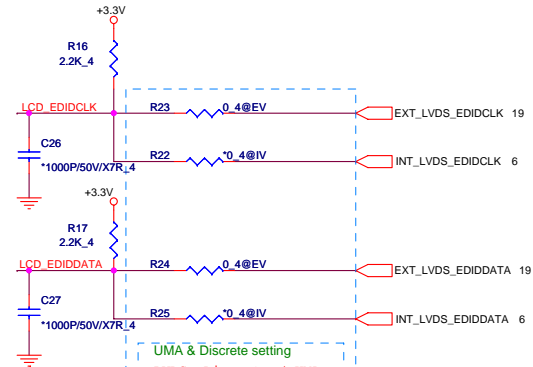 +3.3V
R16
2.2K_4
LCD_EDIDCLK
R23 0_4@EV
EXT_LVDS_EDIDCLK 19
C26
*1000P/50V/X7R_4
R22 *0_4@IV
INT_LVDS_EDIDCLK 6
+3.3V
R17
2.2K_4
LCD_EDIDDATA
R24 0_4@EV
EXT_LVDS_EDIDDATA 19
C27
*1000P/50V/X7R_4
R25 *0_4@IV
INT_LVDS_EDIDDATA 6
UMA & Discrete setting